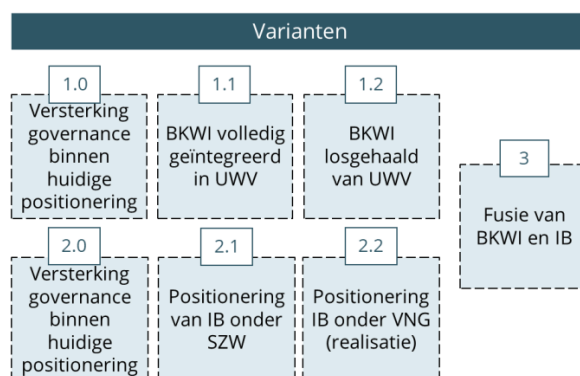 Varianten
1.0
Versterking
governance
binnen
huidige
positionering
1.1
BKWI volledig
geïntegreerd
in UWV
1.2
BKWI
losgehaald
van UWV
3
Fusie van
BKWI en IB
2.0
Versterking
governance
binnen
huidige
positionering
2.1
Positionering
van IB onder
SZW
2.2
Positionering
IB onder VNG
(realisatie)